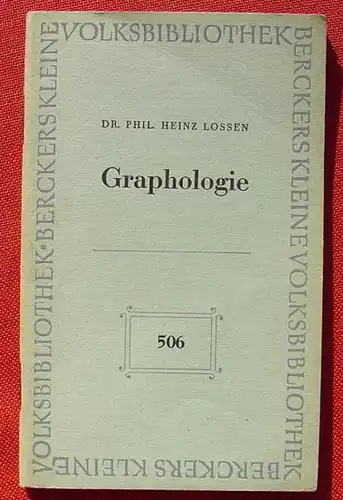 VOLKSBIBLIOTHEK
BERCKERS KLEINE VOLKSBIBLIOTHEK
BERCKERS KLEINE
VOLKSBIBLIOTHEK · BERCKERS KLEINE
DR. PHIL. HEINZ LOSSEN
Graphologie
506